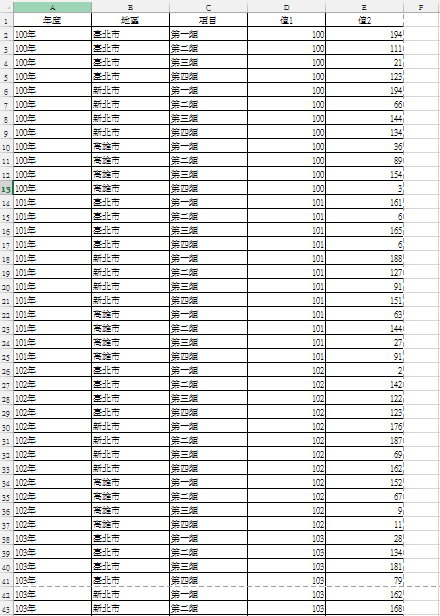 A B C D E F
1 年度 地區 項目 值1 值2
2 100年 臺北市 第一類 100 194
3 100年 臺北市 第二類 100 111
4 100年 臺北市 第三類 100 21
5 100年 臺北市 第四類 100 123
6 100年 新北市 第一類 100 194
7 100年 新北市 第二類 100 66
8 100年 新北市 第三類 100 144
9 100年 新北市 第四類 100 134
10 100年 高雄市 第一類 100 36
11 100年 高雄市 第二類 100 89
12 100年 高雄市 第三類 100 154
13 100年 高雄市 第四類 100 3
14 101年 臺北市 第一類 101 161
15 101年 臺北市 第二類 101 6
16 101年 臺北市 第三類 101 165
17 101年 臺北市 第四類 101 6
18 101年 新北市 第一類 101 188
19 101年 新北市 第二類 101 127
20 101年 新北市 第三類 101 91
21 101年 新北市 第四類 101 151
22 101年 高雄市 第一類 101 63
23 101年 高雄市 第二類 101 144
24 101年 高雄市 第三類 101 27
25 101年 高雄市 第四類 101 91
26 102年 臺北市 第一類 102 2
27 102年 臺北市 第二類 102 142
28 102年 臺北市 第三類 102 122
29 102年 臺北市 第四類 102 123
30 102年 新北市 第一類 102 176
31 102年 新北市 第二類 102 187
32 102年 新北市 第三類 102 69
33 102年 新北市 第四類 102 162
34 102年 高雄市 第一類 102 152
35 102年 高雄市 第二類 102 67
36 102年 高雄市 第三類 102 9
37 102年 高雄市 第四類 102 11
38 103年 臺北市 第一類 103 28
39 103年 臺北市 第二類 103 134
40 103年 臺北市 第三類 103 181
41 103年 臺北市 第四類 103 79
42 103年 新北市 第一類 103 162
43 103年 新北市 第二類 103 168